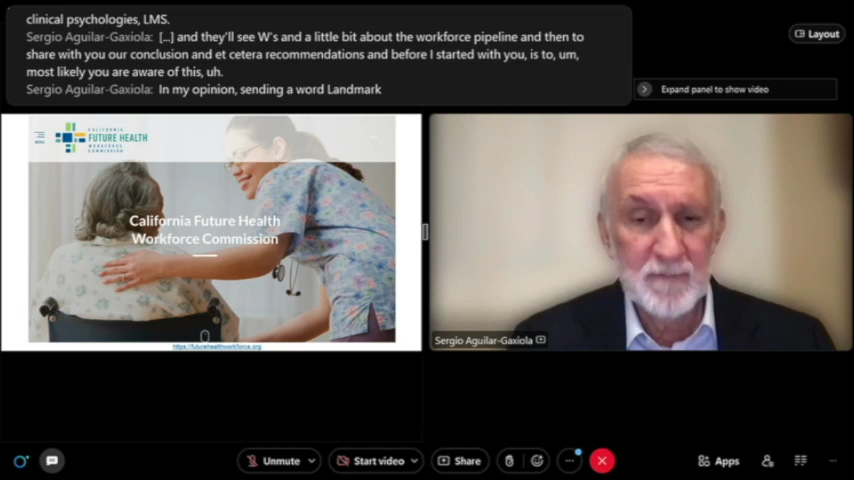 clinical psychologies, LMS.
Sergio Aguilar-Gaxiola: [...] and they'll see W's and a little bit about the workforce pipeline and then to
share with you our conclusion and et cetera recommendations and before I started with you, is to, um,
most likely you are aware of this, uh.
Sergio Aguilar-Gaxiola: In my opinion, sending a word Landmark
Layout
Expand panel to show video
MENU
CALIFORNIA
FUTURE HEALTH
WORKFORCE
COMMISSION
California Future Health
Workforce Commission
https://futurehealthworkforce.org
Sergio Aguilar-Gaxiola
Unmute
Start video
Share
Apps